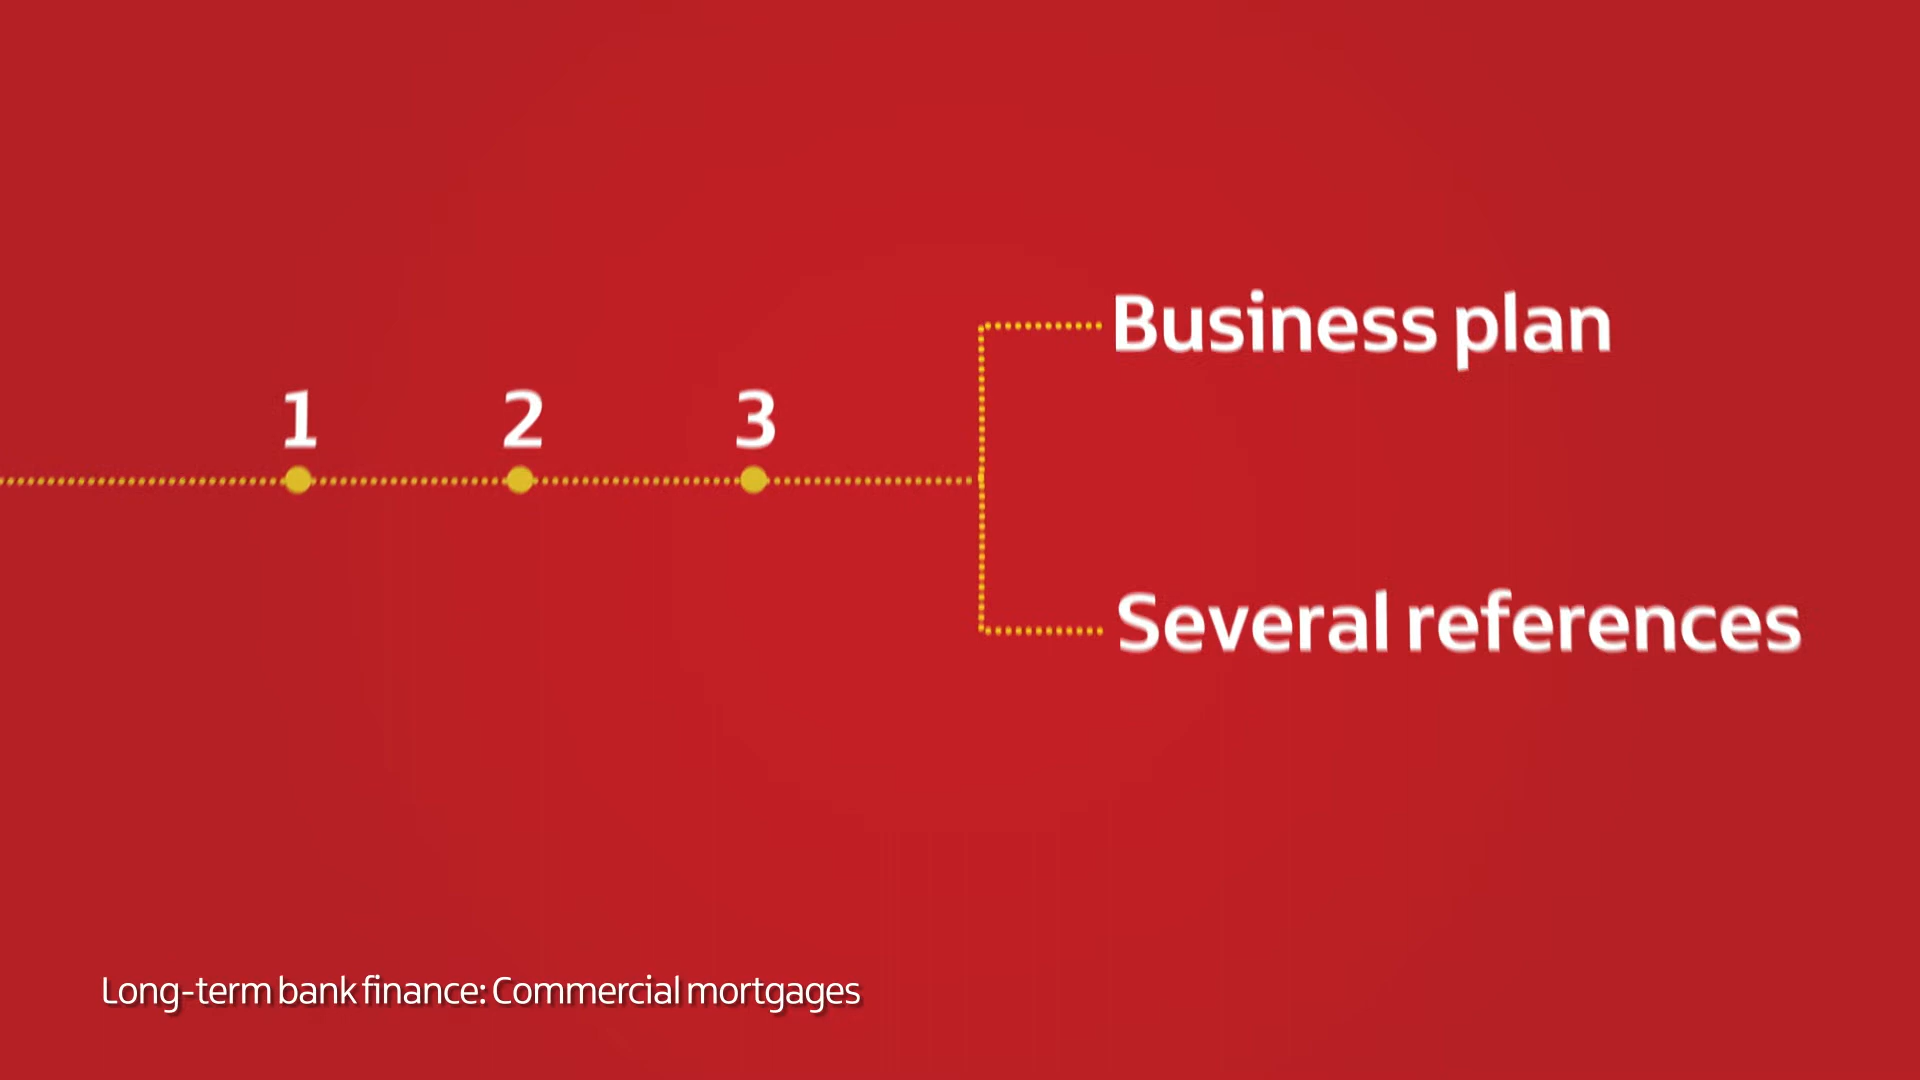 Business plan
1 2 3
Several references
Long-term bank finance: Commercial mortgages